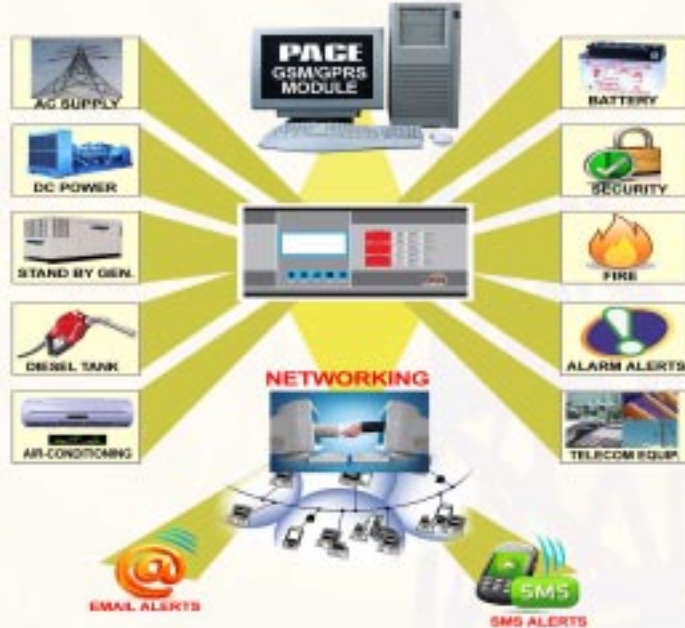 PACE
GSM/GPRS
MODULE
AC SUPPLY
BATTERY
DC POWER
SECURITY
STAND BY GEN.
FIRE
DIESEL TANK
ALARM ALERTS
AIR-CONDITIONING
TELECOM EQUIP.
NETWORKING
@
EMAIL ALERTS
SMS
SMS ALERTS